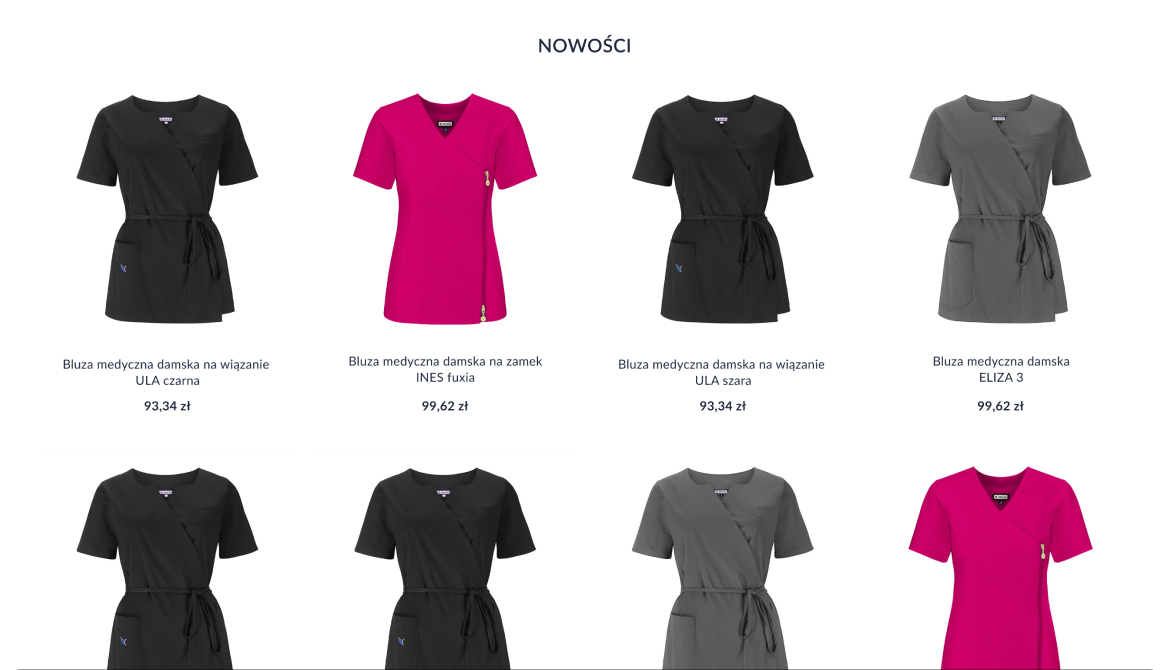 NOWOŚCI
Bluza medyczna damska na wiązanie
ULA czarna
93,34 zł
Bluza medyczna damska na zamek
INES fuxia
99,62 zł
Bluza medyczna damska na wiązanie
ULA szara
93,34 zł
Bluza medyczna damska
ELIZA 3
99,62 zł